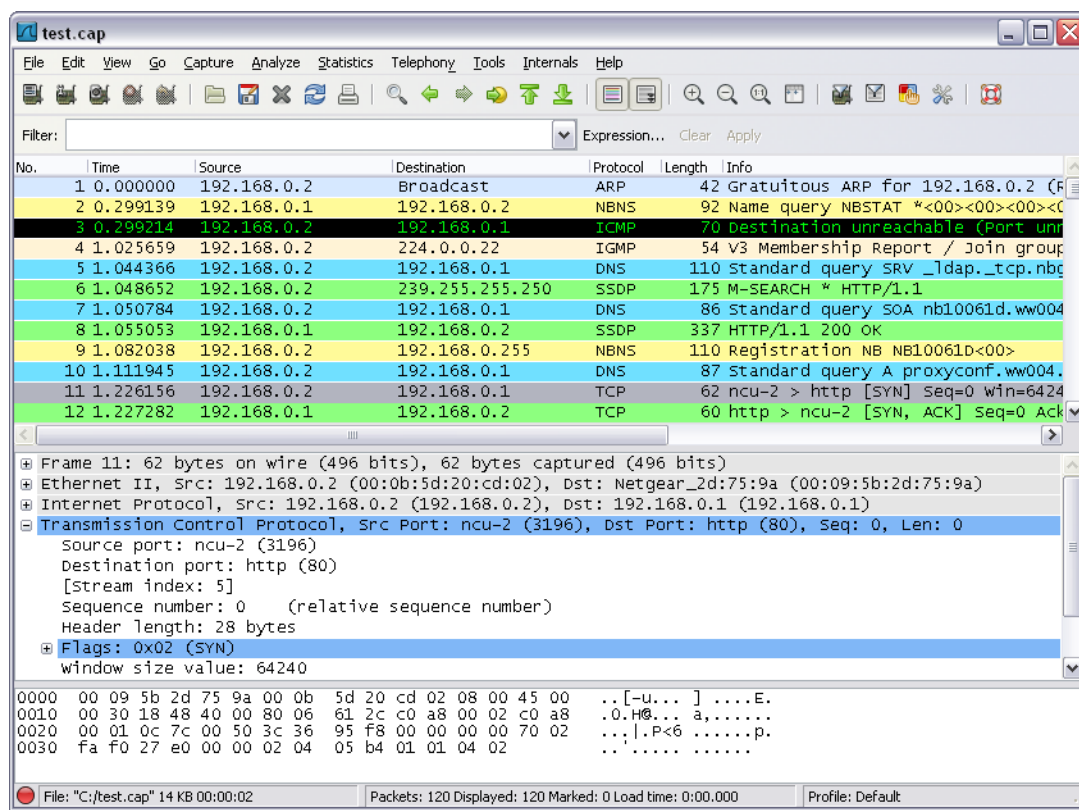 test.cap
File Edit View Go Capture Analyze Statistics Telephony Tools Internals Help
Filter: Expression... Clear Apply
No. Time Source Destination Protocol Length Info
1 0.000000 192.168.0.2 Broadcast ARP 42 Gratuitous ARP for 192.168.0.2 (R
2 0.299139 192.168.0.1 192.168.0.2 NBNS 92 Name query NBSTAT *<00><00><00><0
3 0.299214 192.168.0.2 192.168.0.1 ICMP 70 Destination unreachable (Port unr
4 1.025659 192.168.0.2 224.0.0.22 IGMP 54 V3 Membership Report / Join group
5 1.044366 192.168.0.2 192.168.0.1 DNS 110 Standard query SRV _ldap._tcp.nbg
6 1.048652 192.168.0.2 239.255.255.250 SSDP 175 M-SEARCH * HTTP/1.1
7 1.050784 192.168.0.2 192.168.0.1 DNS 86 Standard query SOA nb10061d.ww004
8 1.055053 192.168.0.1 192.168.0.2 SSDP 337 HTTP/1.1 200 OK
9 1.082038 192.168.0.2 192.168.0.255 NBNS 110 Registration NB NB10061D<00>
10 1.111945 192.168.0.2 192.168.0.1 DNS 87 Standard query A proxyconf.ww004.
11 1.226156 192.168.0.2 192.168.0.1 TCP 62 ncu-2 > http [SYN] Seq=0 Win=6424
12 1.227282 192.168.0.1 192.168.0.2 TCP 60 http > ncu-2 [SYN, ACK] Seq=0 Ack
Frame 11: 62 bytes on wire (496 bits), 62 bytes captured (496 bits)
Ethernet II, Src: 192.168.0.2 (00:0b:5d:20:cd:02), Dst: Netgear_2d:75:9a (00:09:5b:2d:75:9a)
Internet Protocol, Src: 192.168.0.2 (192.168.0.2), Dst: 192.168.0.1 (192.168.0.1)
Transmission Control Protocol, Src Port: ncu-2 (3196), Dst Port: http (80), Seq: 0, Len: 0
Source port: ncu-2 (3196)
Destination port: http (80)
[Stream index: 5]
Sequence number: 0 (relative sequence number)
Header length: 28 bytes
Flags: 0x02 (SYN)
Window size value: 64240
0000 00 09 5b 2d 75 9a 00 0b 5d 20 cd 02 08 00 45 00 ..[-u... ] ....E.
0010 00 30 18 48 40 00 80 06 61 2c c0 a8 00 02 c0 a8 .0.H@... a,......
0020 00 01 0c 7c 00 50 3c 36 95 f8 00 00 00 00 70 02 ...|.P<6 ......p.
0030 fa f0 27 e0 00 00 02 04 05 b4 01 01 04 02 ..'..... ......
File: "C:/test.cap" 14 KB 00:00:02 Packets: 120 Displayed: 120 Marked: 0 Load time: 0:00.000 Profile: Default